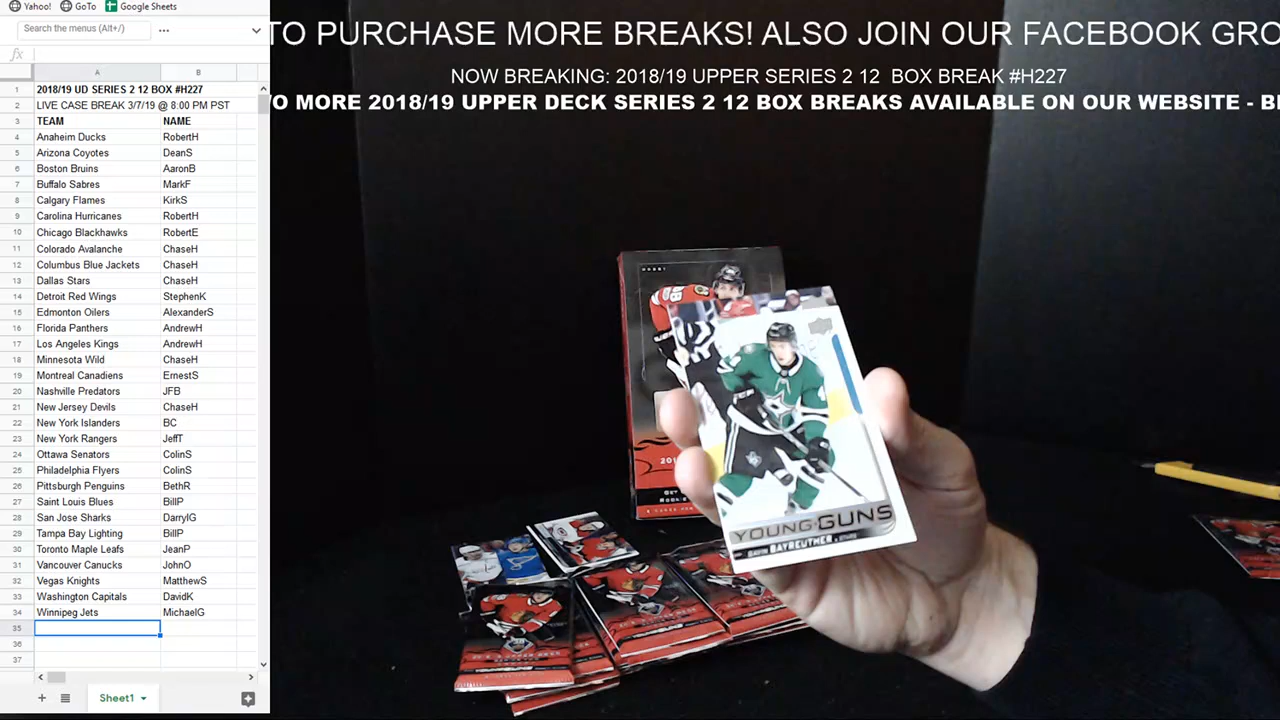 Yahoo!
GoTo
Google Sheets
TO PURCHASE MORE BREAKS! ALSO JOIN OUR FACEBOOK GRO
Search the menus (Alt+/)
fx
NOW BREAKING: 2018/19 UPPER SERIES 2 12 BOX BREAK #H227
O MORE 2018/19 UPPER DECK SERIES 2 12 BOX BREAKS AVAILABLE ON OUR WEBSITE - B
A B
1 2018/19 UD SERIES 2 12 BOX #H227
2 LIVE CASE BREAK 3/7/19 @ 8:00 PM PST
3 TEAM NAME
4 Anaheim Ducks RobertH
5 Arizona Coyotes DeanS
6 Boston Bruins AaronB
7 Buffalo Sabres MarkF
8 Calgary Flames KirkS
9 Carolina Hurricanes RobertH
10 Chicago Blackhawks RobertE
11 Colorado Avalanche ChaseH
12 Columbus Blue Jackets ChaseH
13 Dallas Stars ChaseH
14 Detroit Red Wings StephenK
15 Edmonton Oilers AlexanderS
16 Florida Panthers AndrewH
17 Los Angeles Kings AndrewH
18 Minnesota Wild ChaseH
19 Montreal Canadiens ErnestS
20 Nashville Predators JFB
21 New Jersey Devils ChaseH
22 New York Islanders BC
23 New York Rangers JeffT
24 Ottawa Senators ColinS
25 Philadelphia Flyers ColinS
26 Pittsburgh Penguins BethR
27 Saint Louis Blues BillP
28 San Jose Sharks DarrylG
29 Tampa Bay Lighting BillP
30 Toronto Maple Leafs JeanP
31 Vancouver Canucks JohnO
32 Vegas Knights MatthewS
33 Washington Capitals DavidK
34 Winnipeg Jets MichaelG
35
36
37
Sheet1
HOBBY
YOUNG GUNS
GAVIN BAYREUTHER
STARS